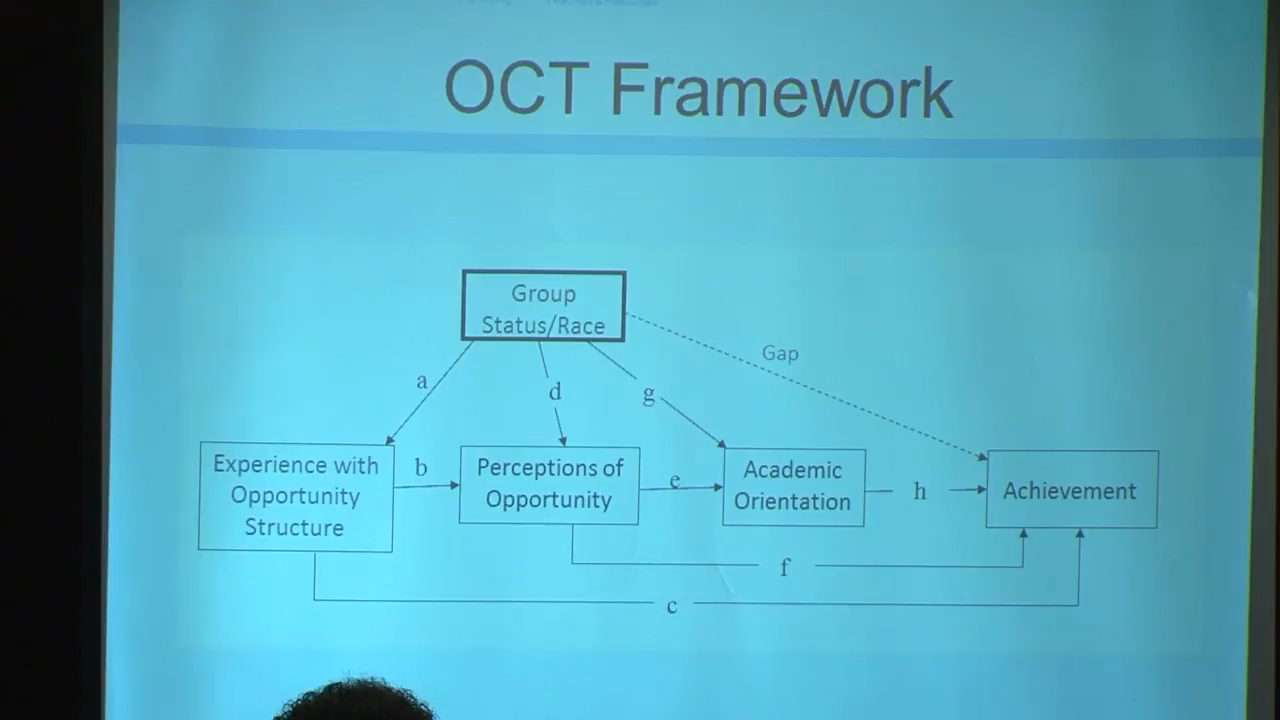 OCT Framework
Group
Status/Race
Gap
a
d
g
Experience with
Opportunity
Structure
b
Perceptions of
Opportunity
e
Academic
Orientation
h
Achievement
f
c